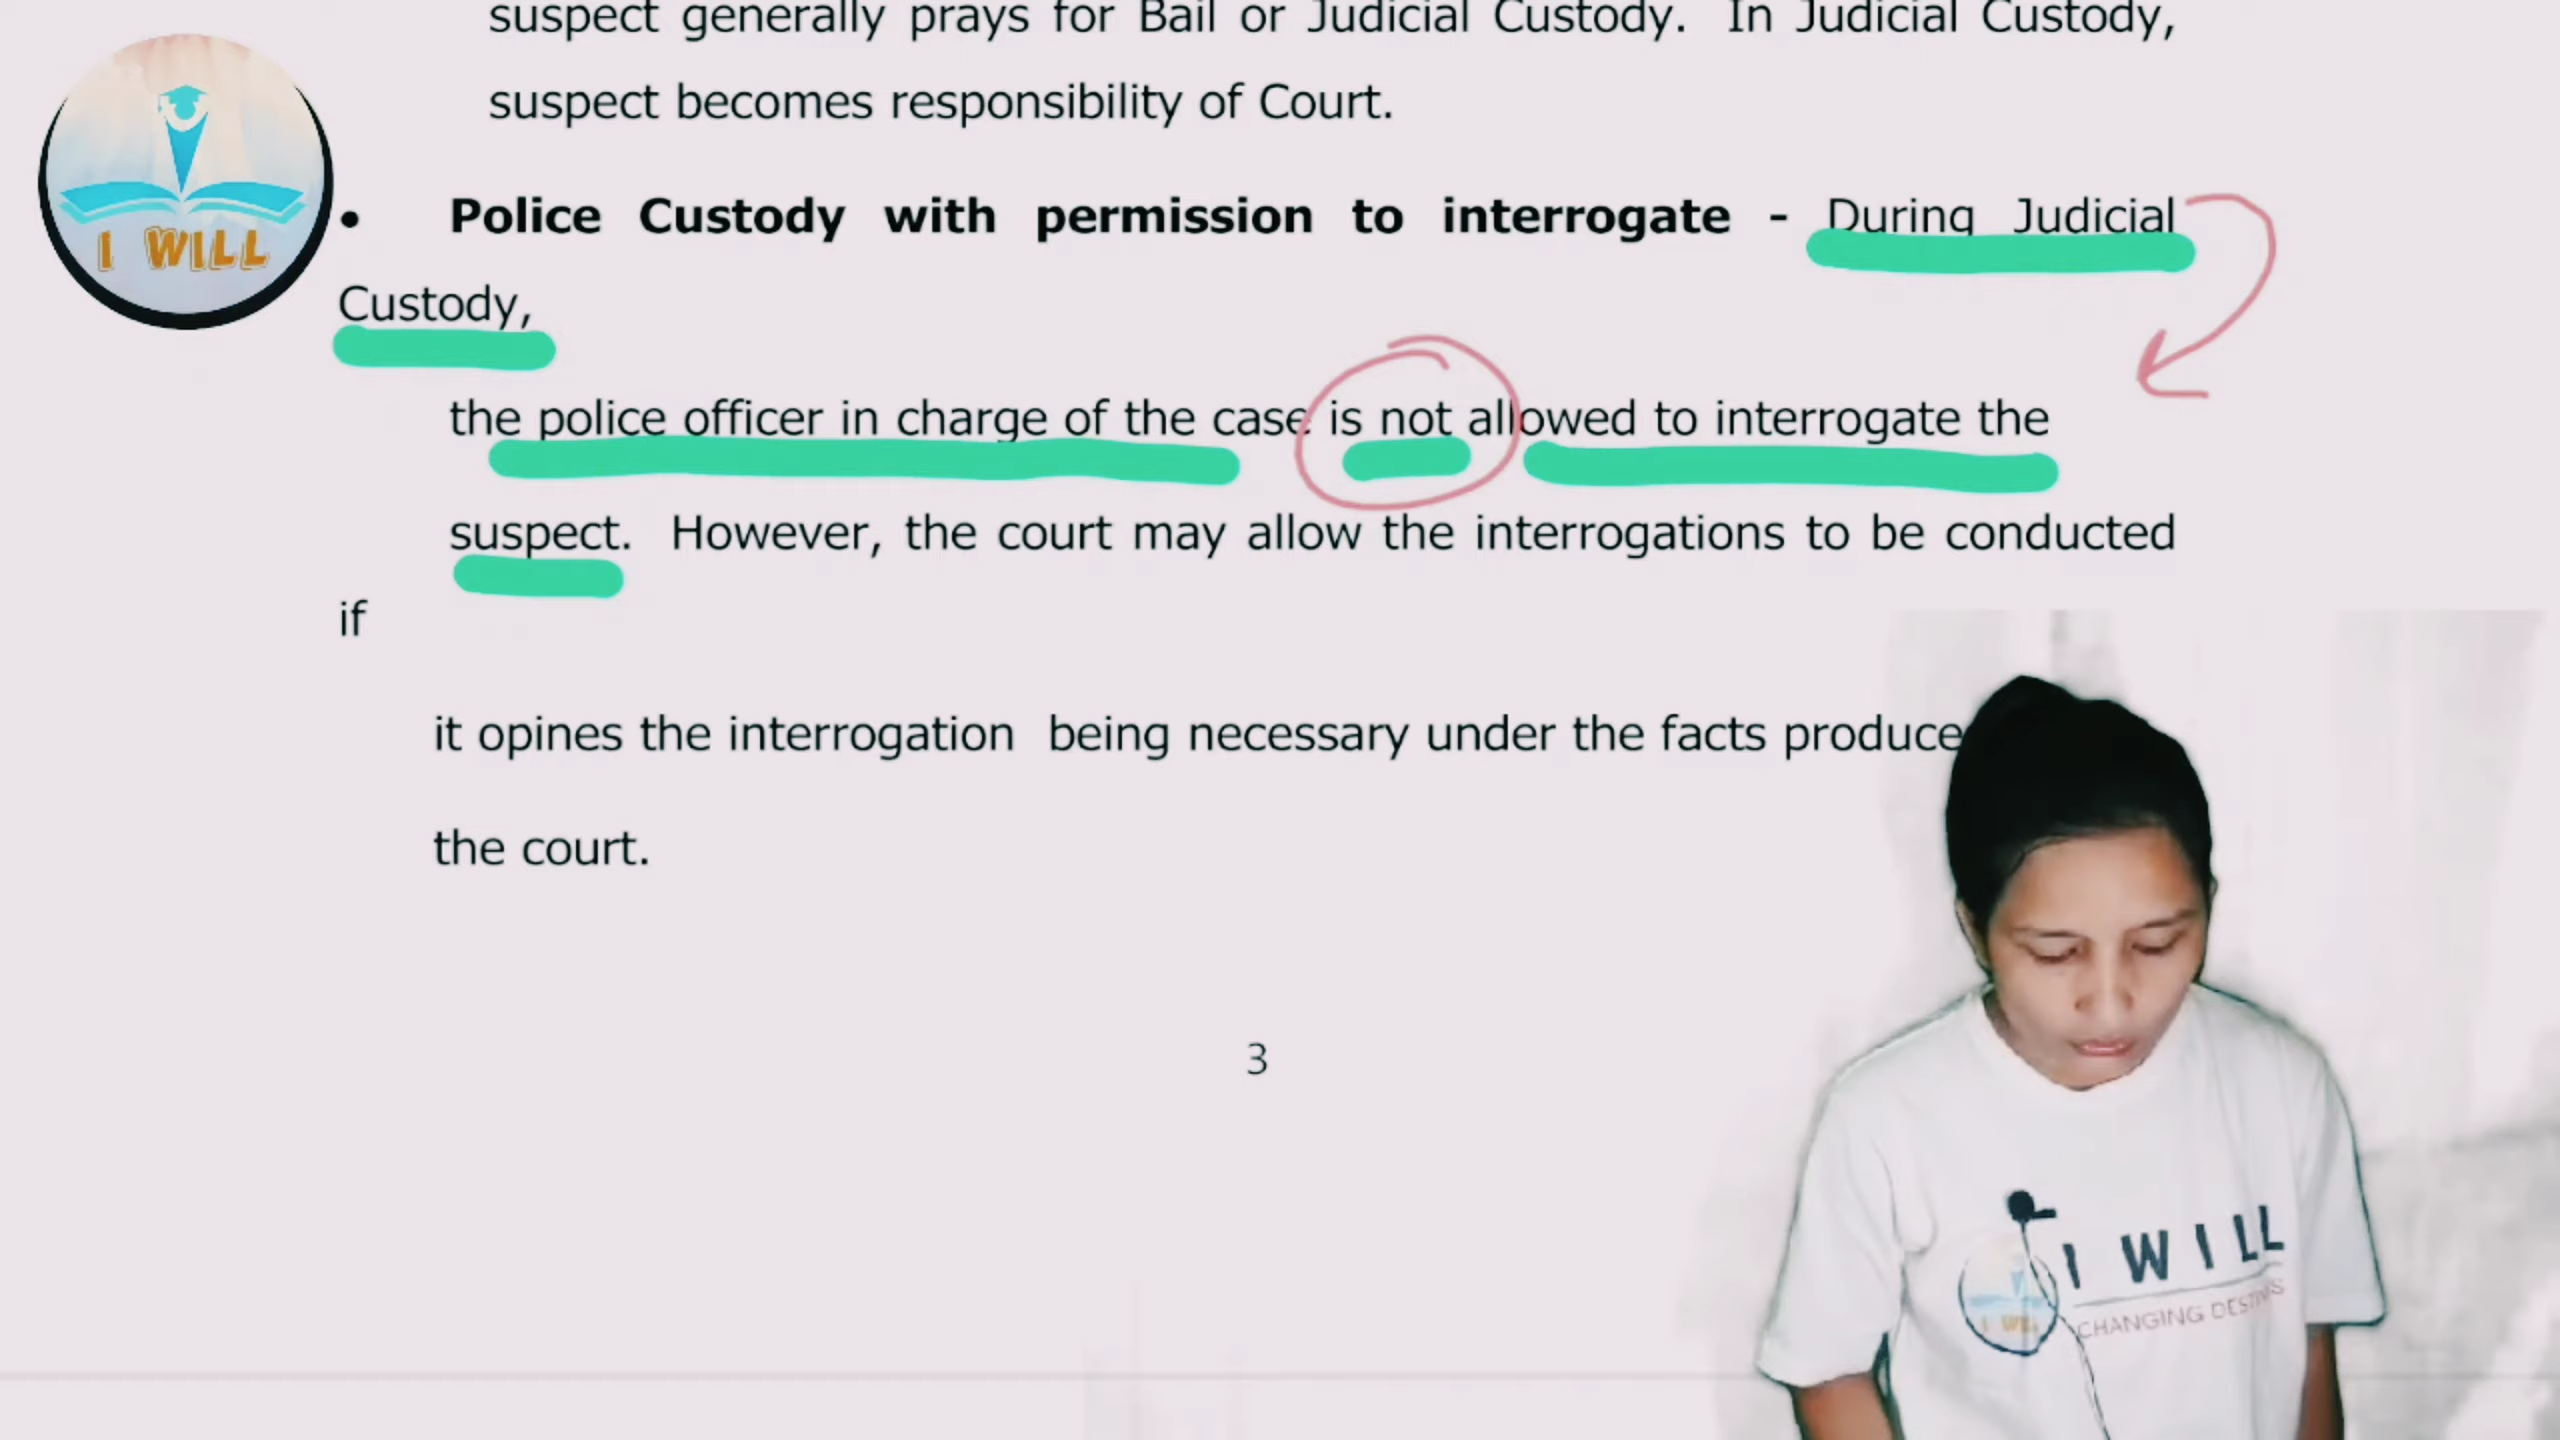 suspect generally prays for Bail or Judicial Custody. In Judicial Custody,
suspect becomes responsibility of Court.
I WILL
• Police Custody with permission to interrogate - During Judicial
Custody,
the police officer in charge of the case is not allowed to interrogate the
suspect. However, the court may allow the interrogations to be conducted
if
it opines the interrogation being necessary under the facts produce
the court.
3
I WILL
CHANGING